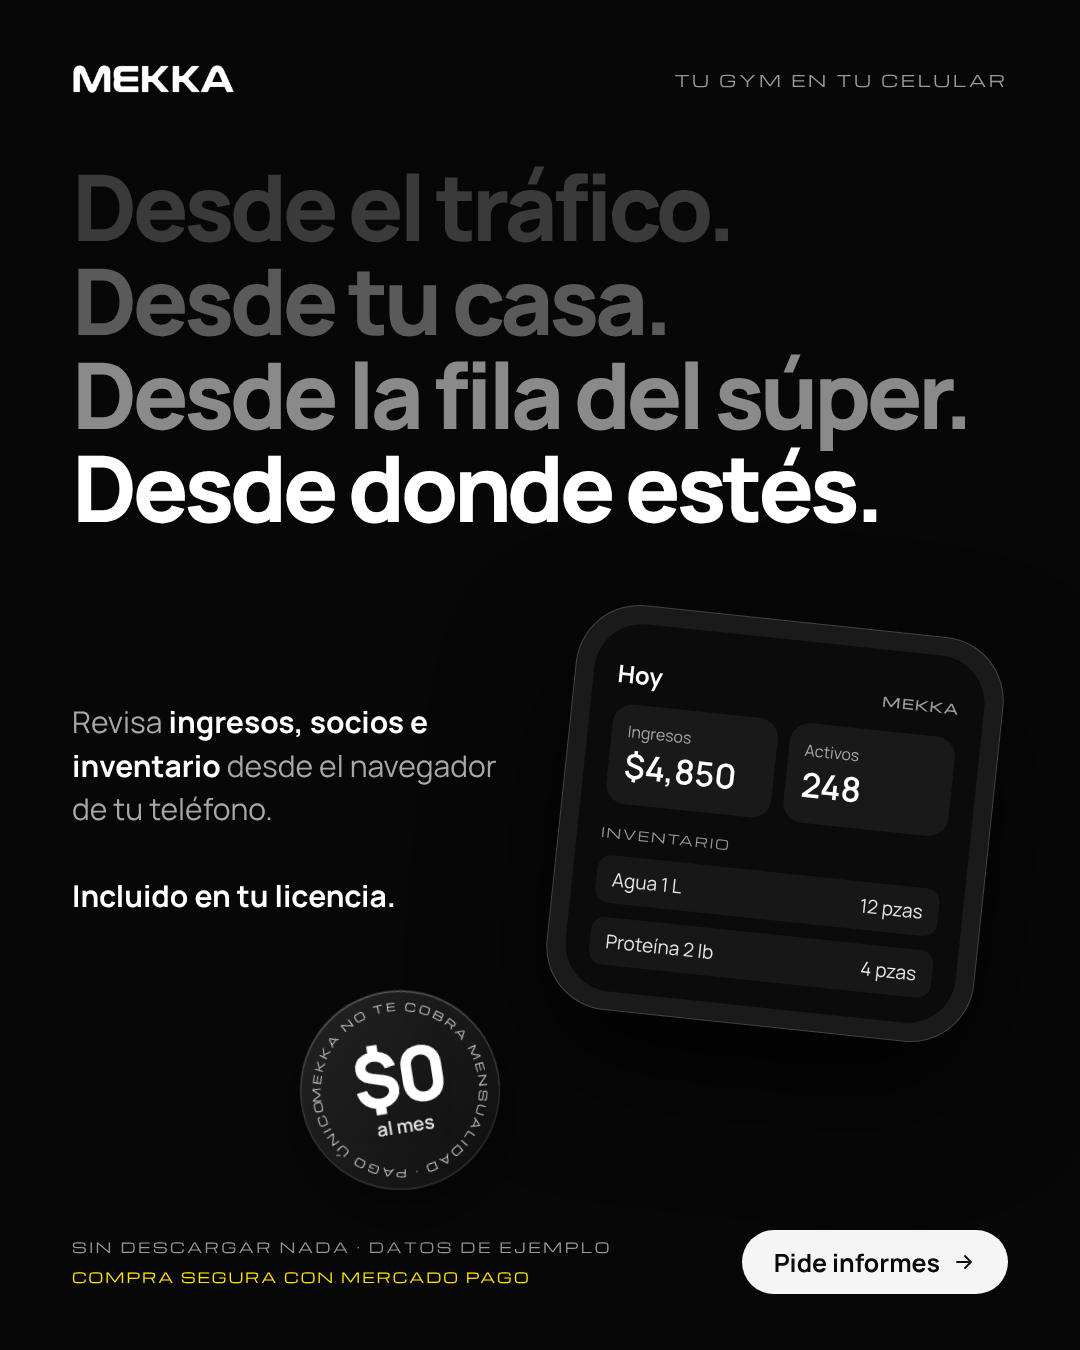 MEKKA
TU GYM EN TU CELULAR
Desde el tráfico.
Desde tu casa.
Desde la fila del súper.
Desde donde estés.
Revisa ingresos, socios e
inventario desde el navegador
de tu teléfono.
Incluido en tu licencia.
Hoy
MEKKA
Ingresos
$4,850
Activos
248
INVENTARIO
Agua 1 L
12 pzas
Proteína 2 lb
4 pzas
MEKKA NO TE COBRA MENSUALIDAD · PAGO ÚNICO
$0
al mes
SIN DESCARGAR NADA · DATOS DE EJEMPLO
COMPRA SEGURA CON MERCADO PAGO
Pide informes →